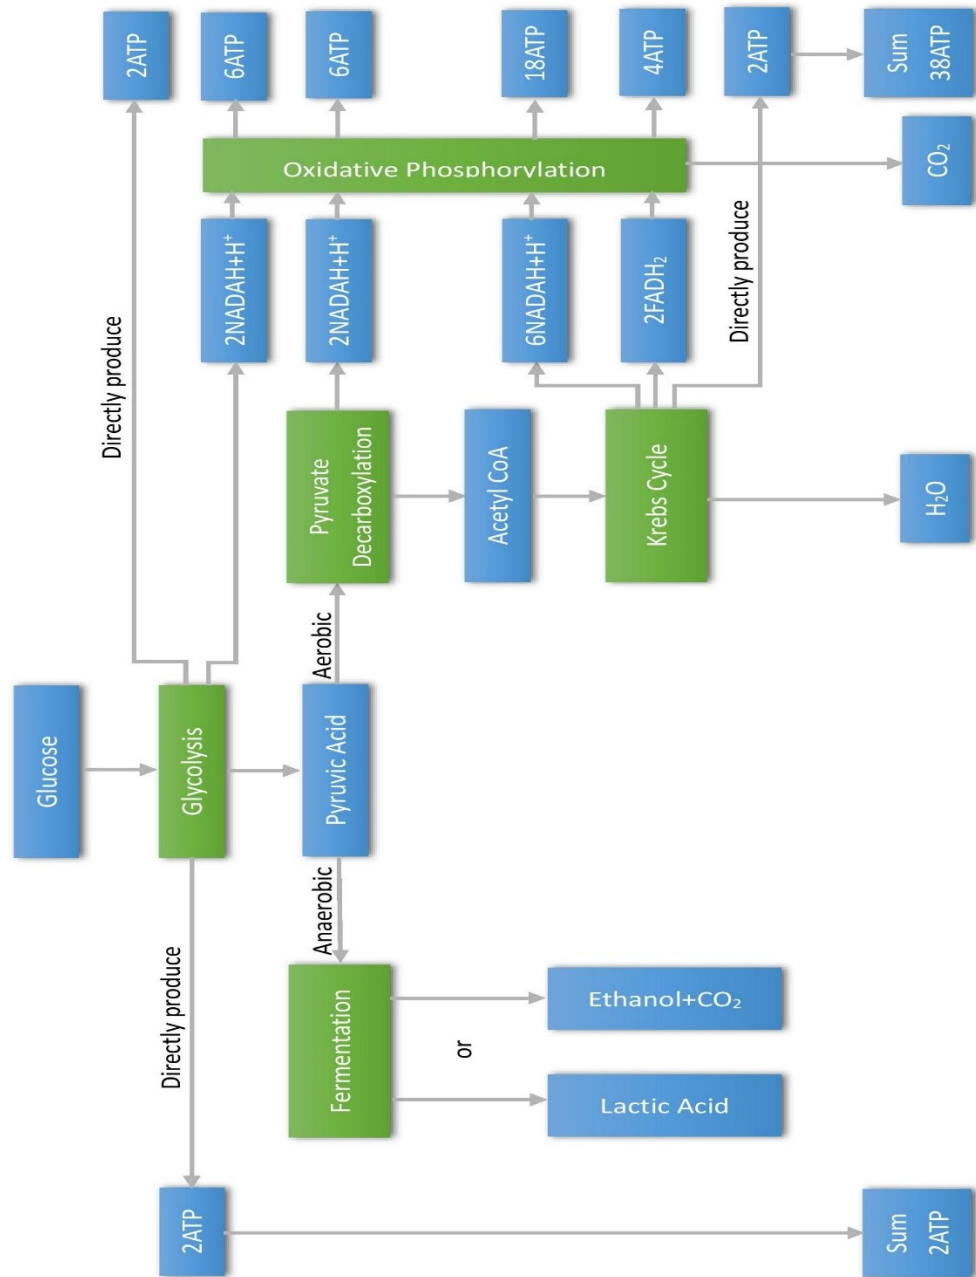 Glucose
Glycolysis
Directly produce
2ATP
Directly produce
2ATP
2NADAH+H⁺
6ATP
Pyruvic Acid
Anaerobic
Aerobic
Fermentation
Pyruvate
Decarboxylation
2NADAH+H⁺
6ATP
Oxidative Phosphorylation
or
Lactic Acid
Ethanol+CO₂
Acetyl CoA
Krebs Cycle
6NADAH+H⁺
18ATP
2FADH₂
4ATP
Directly produce
2ATP
Sum
2ATP
H₂O
CO₂
Sum
38ATP